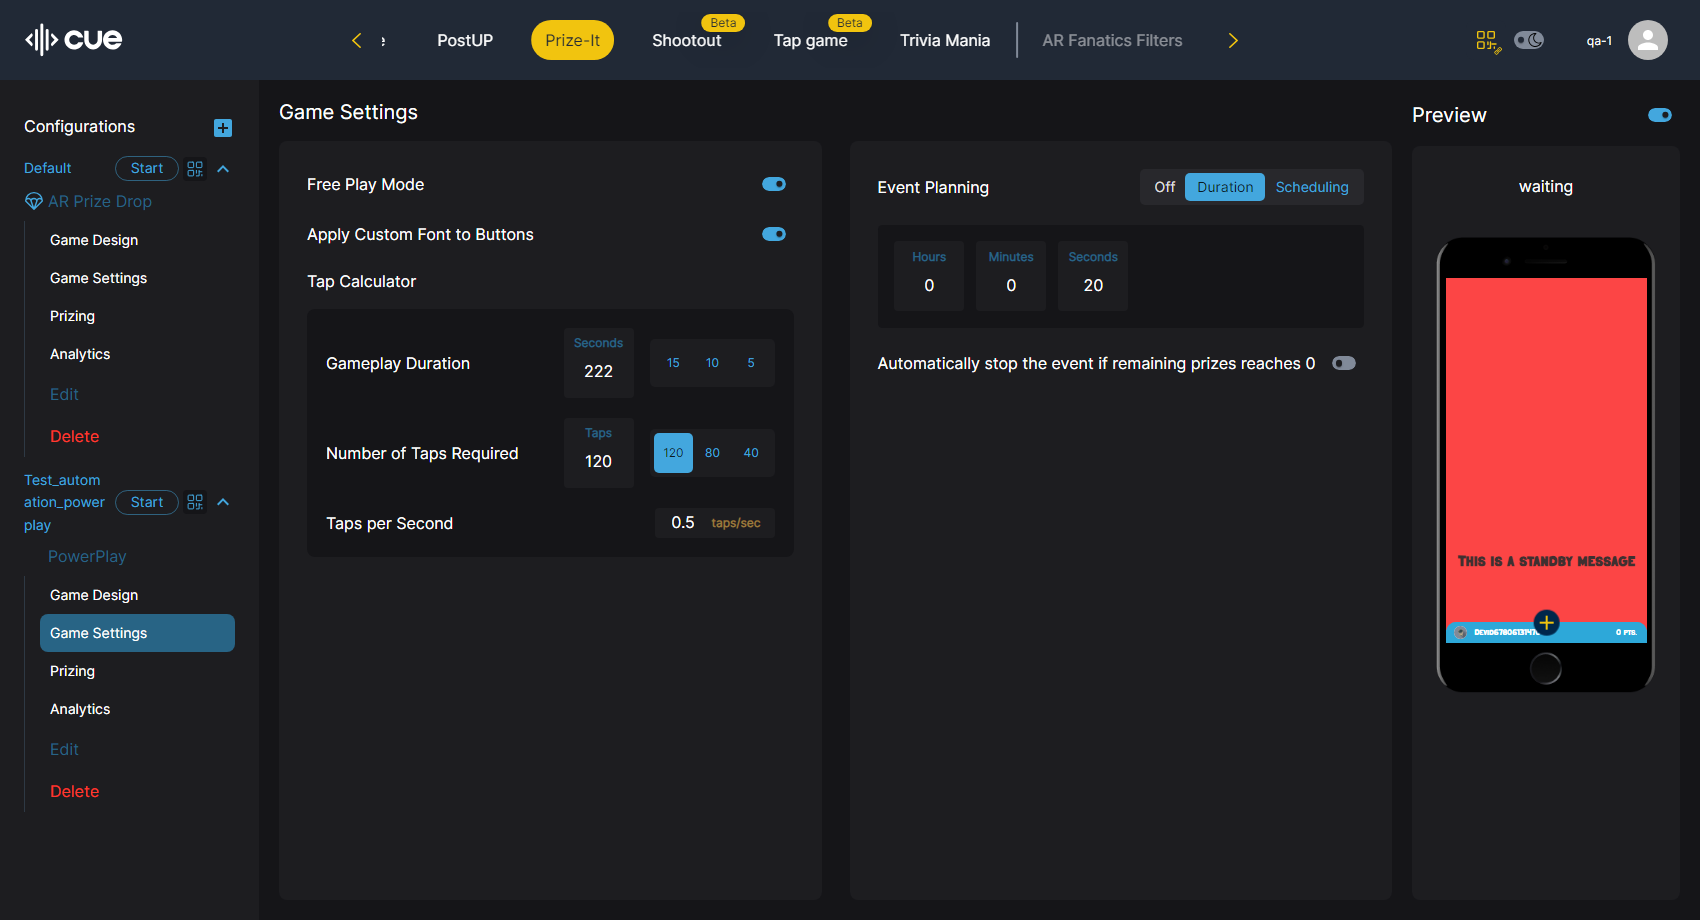 cue
e
PostUP
Prize-It
Beta
Shootout
Beta
Tap game
Trivia Mania
AR Fanatics Filters
qa-1
Configurations
Default
Start
AR Prize Drop
Game Design
Game Settings
Prizing
Analytics
Edit
Delete
Test_autom
ation_power
play
Start
PowerPlay
Game Design
Game Settings
Prizing
Analytics
Edit
Delete
Game Settings
Free Play Mode
Apply Custom Font to Buttons
Tap Calculator
Gameplay Duration
Seconds
222
15 10 5
Number of Taps Required
Taps
120
120 80 40
Taps per Second
0.5 taps/sec
Event Planning
Off Duration Scheduling
Hours
0
Minutes
0
Seconds
20
Automatically stop the event if remaining prizes reaches 0
Preview
waiting
This is a standby message
0 pts.